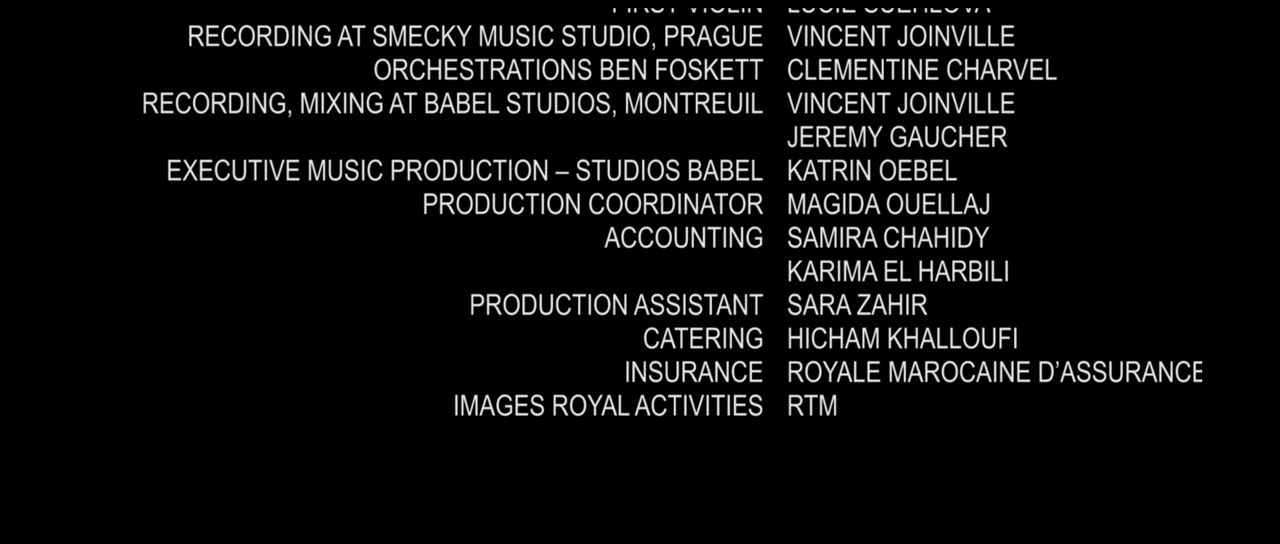 FIRST VIOLIN
RECORDING AT SMECKY MUSIC STUDIO, PRAGUE VINCENT JOINVILLE
ORCHESTRATIONS BEN FOSKETT CLEMENTINE CHARVEL
RECORDING, MIXING AT BABEL STUDIOS, MONTREUIL VINCENT JOINVILLE
JEREMY GAUCHER
EXECUTIVE MUSIC PRODUCTION – STUDIOS BABEL KATRIN OEBEL
PRODUCTION COORDINATOR MAGIDA OUELLAJ
ACCOUNTING SAMIRA CHAHIDY
KARIMA EL HARBILI
PRODUCTION ASSISTANT SARA ZAHIR
CATERING HICHAM KHALLOUFI
INSURANCE ROYALE MAROCAINE D’ASSURANCE
IMAGES ROYAL ACTIVITIES RTM